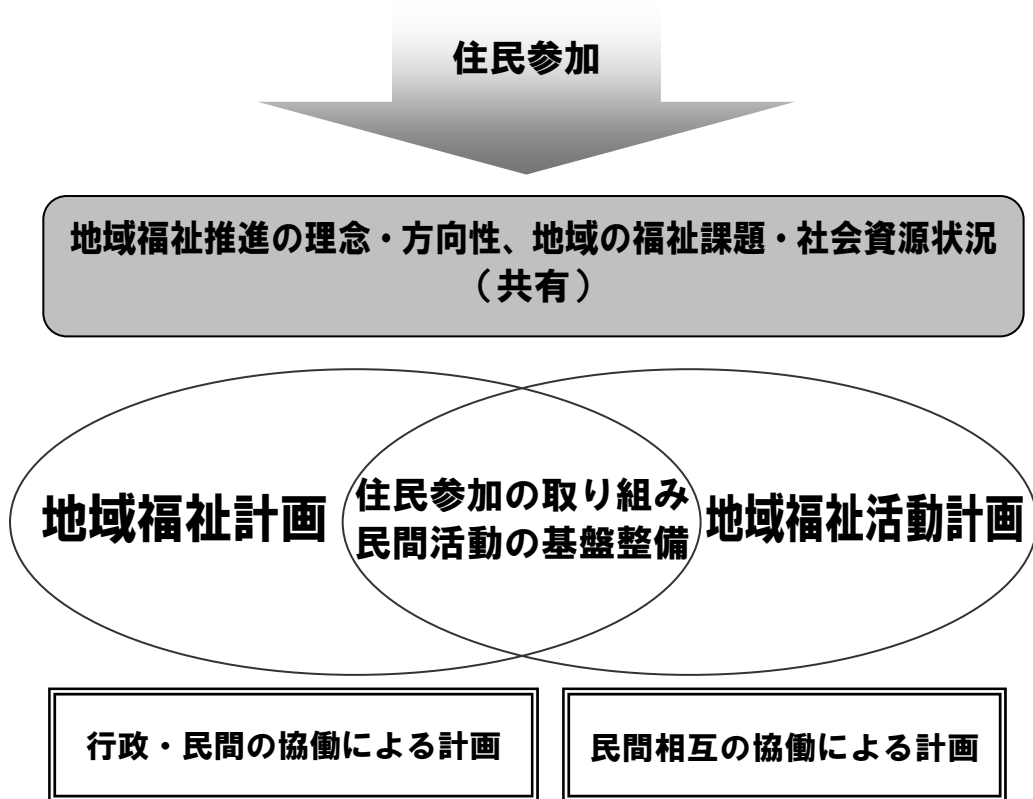 住民参加
地域福祉推進の理念・方向性、地域の福祉課題・社会資源状況
（共有）
地域福祉計画
住民参加の取り組み
民間活動の基盤整備
地域福祉活動計画
行政・民間の協働による計画
民間相互の協働による計画